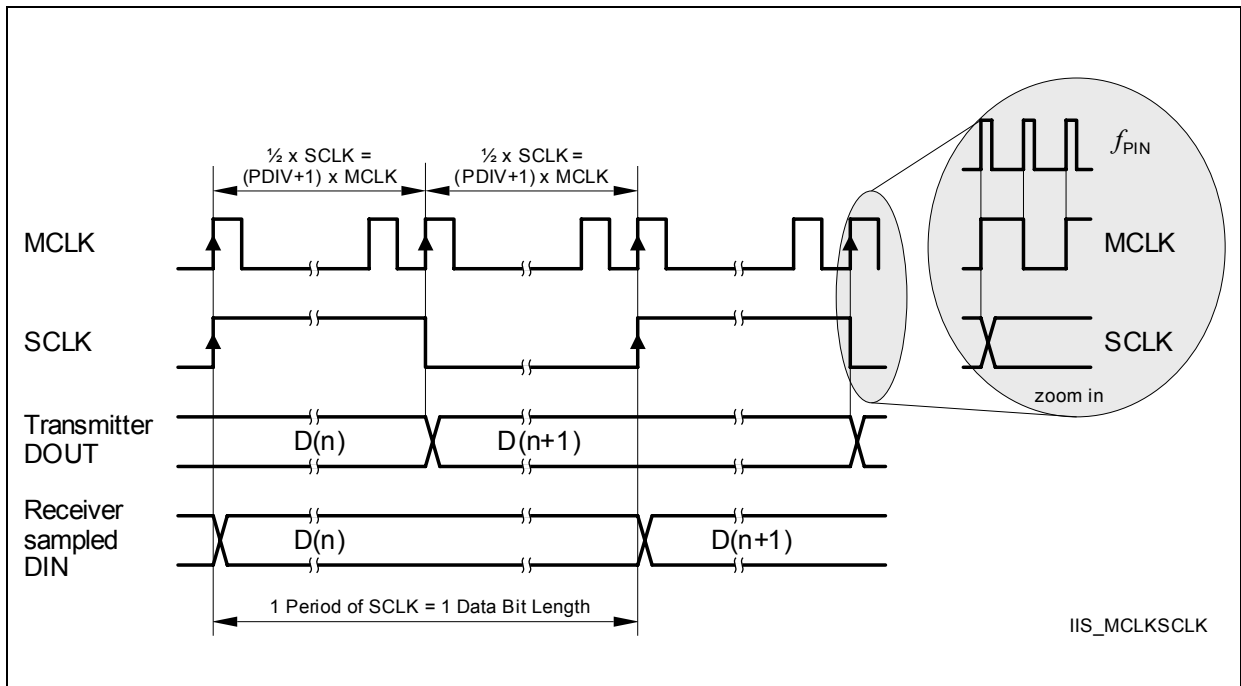 ½ x SCLK =
(PDIV+1) x MCLK
½ x SCLK =
(PDIV+1) x MCLK
fPIN
MCLK
MCLK
SCLK
SCLK
zoom in
Transmitter
DOUT
D(n)
D(n+1)
Receiver
sampled
DIN
D(n)
D(n+1)
1 Period of SCLK = 1 Data Bit Length
IIS_MCLKSCLK